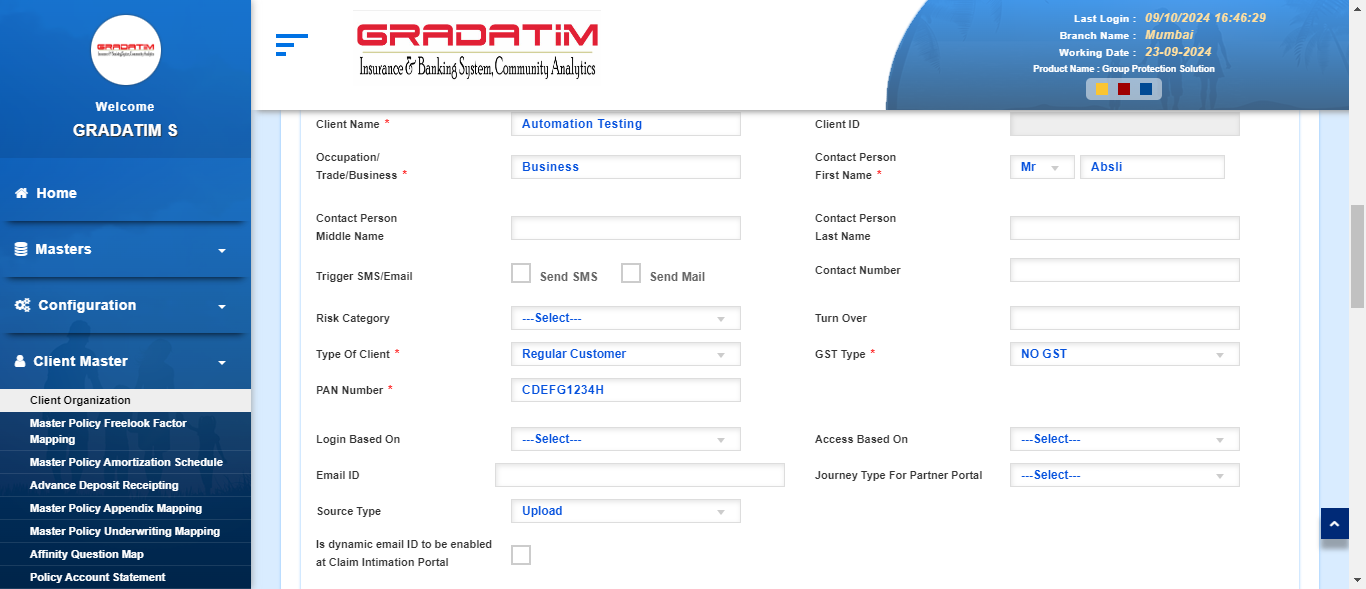 GRADATIM
Insurance & Banking System, Community Analytics
Welcome
GRADATIM S
Home
Masters
Configuration
Client Master
Client Organization
Master Policy Freelook Factor
Mapping
Master Policy Amortization Schedule
Advance Deposit Receipting
Master Policy Appendix Mapping
Master Policy Underwriting Mapping
Affinity Question Map
Policy Account Statement
GRADATIM
Insurance & Banking System, Community Analytics
Last Login : 09/10/2024 16:46:29
Branch Name : Mumbai
Working Date : 23-09-2024
Product Name : Group Protection Solution
Client Name * Automation Testing Client ID
Occupation/
Trade/Business * Business
Contact Person
First Name * Mr Absli
Contact Person
Middle Name
Contact Person
Last Name
Trigger SMS/Email Send SMS Send Mail Contact Number
Risk Category ---Select--- Turn Over
Type Of Client * Regular Customer GST Type * NO GST
PAN Number * CDEFG1234H
Login Based On ---Select--- Access Based On ---Select---
Email ID Journey Type For Partner Portal ---Select---
Source Type Upload
Is dynamic email ID to be enabled
at Claim Intimation Portal